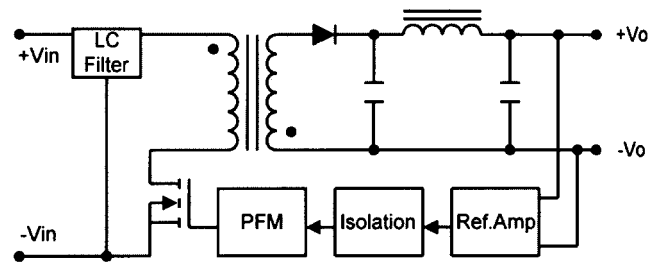 +Vin
LC
Filter
+Vo
-Vo
-Vin
PFM
Isolation
Ref.Amp